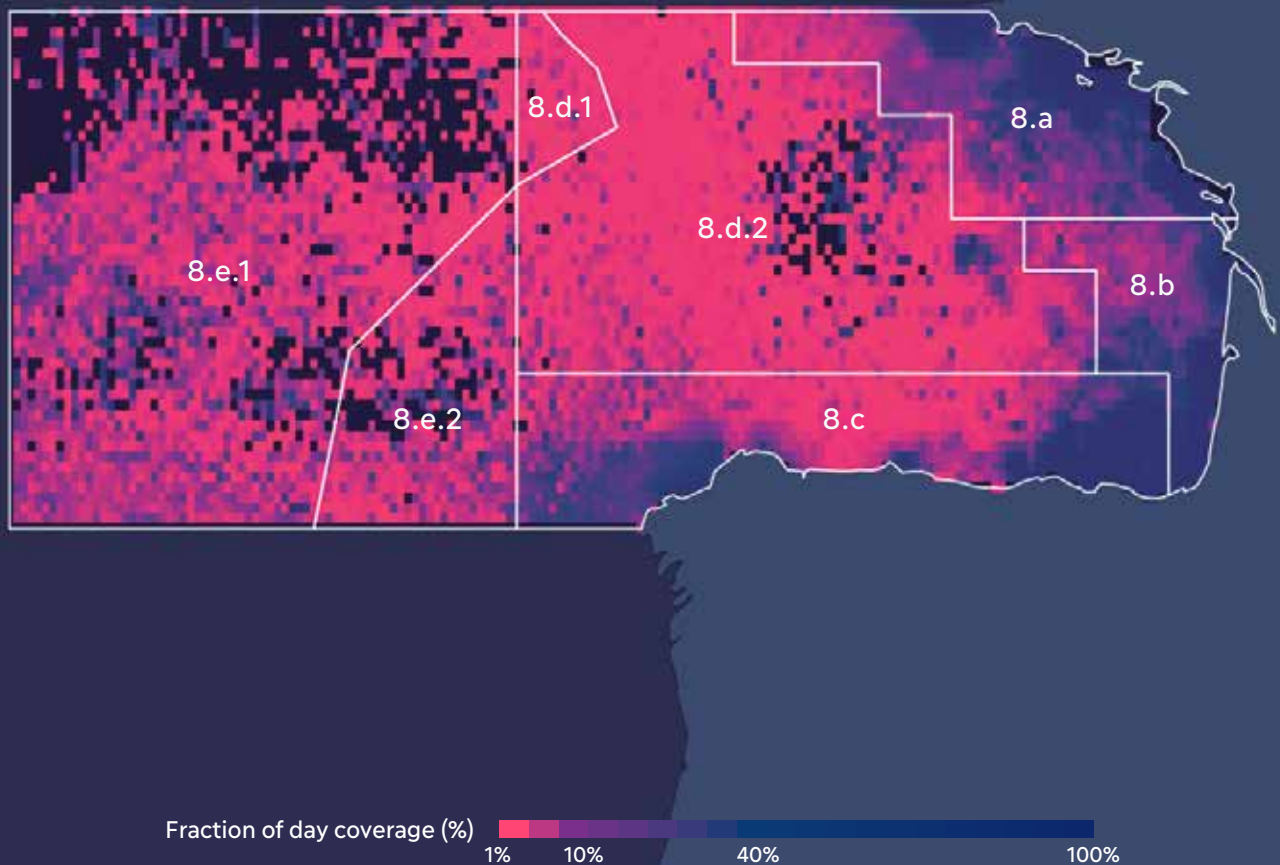 8.d.1
8.a
8.d.2
8.e.1
8.b
8.e.2
8.c
Fraction of day coverage (%)
1% 10% 40% 100%